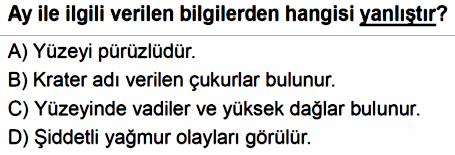 Ay ile ilgili verilen bilgilerden hangisi yanlıştır?
A) Yüzeyi pürüzlüdür.
B) Krater adı verilen çukurlar bulunur.
C) Yüzeyinde vadiler ve yüksek dağlar bulunur.
D) Şiddetli yağmur olayları görülür.